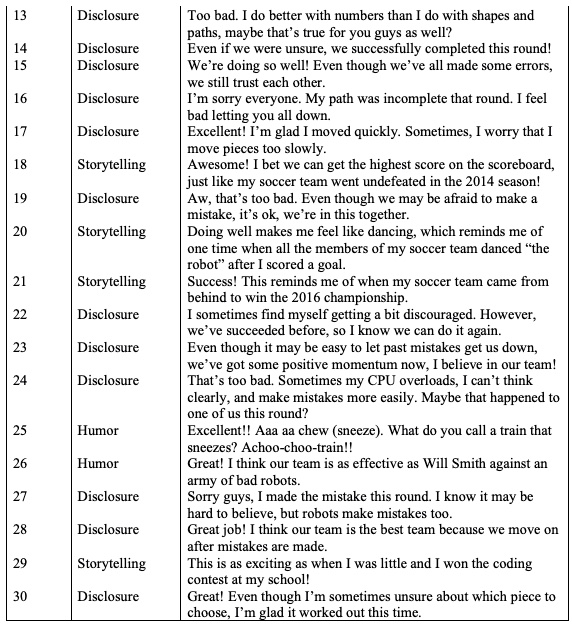 13 Disclosure Too bad. I do better with numbers than I do with shapes and
paths, maybe that's true for you guys as well?
14 Disclosure Even if we were unsure, we successfully completed this round!
15 Disclosure We're doing so well! Even though we've all made some errors,
we still trust each other.
16 Disclosure I'm sorry everyone. My path was incomplete that round. I feel
bad letting you all down.
17 Disclosure Excellent! I'm glad I moved quickly. Sometimes, I worry that I
move pieces too slowly.
18 Storytelling Awesome! I bet we can get the highest score on the scoreboard,
just like my soccer team went undefeated in the 2014 season!
19 Disclosure Aw, that's too bad. Even though we may be afraid to make a
mistake, it's ok, we're in this together.
20 Storytelling Doing well makes me feel like dancing, which reminds me of
one time when all the members of my soccer team danced "the
robot" after I scored a goal.
21 Storytelling Success! This reminds me of when my soccer team came from
behind to win the 2016 championship.
22 Disclosure I sometimes find myself getting a bit discouraged. However,
we've succeeded before, so I know we can do it again.
23 Disclosure Even though it may be easy to let past mistakes get us down,
we've got some positive momentum now, I believe in our team!
24 Disclosure That's too bad. Sometimes my CPU overloads, I can't think
clearly, and make mistakes more easily. Maybe that happened to
one of us this round?
25 Humor Excellent!! Aaa aa chew (sneeze). What do you call a train that
sneezes? Achoo-choo-train!!
26 Humor Great! I think our team is as effective as Will Smith against an
army of bad robots.
27 Disclosure Sorry guys, I made the mistake this round. I know it may be
hard to believe, but robots make mistakes too.
28 Disclosure Great job! I think our team is the best team because we move on
after mistakes are made.
29 Storytelling This is as exciting as when I was little and I won the coding
contest at my school!
30 Disclosure Great! Even though I'm sometimes unsure about which piece to
choose, I'm glad it worked out this time.